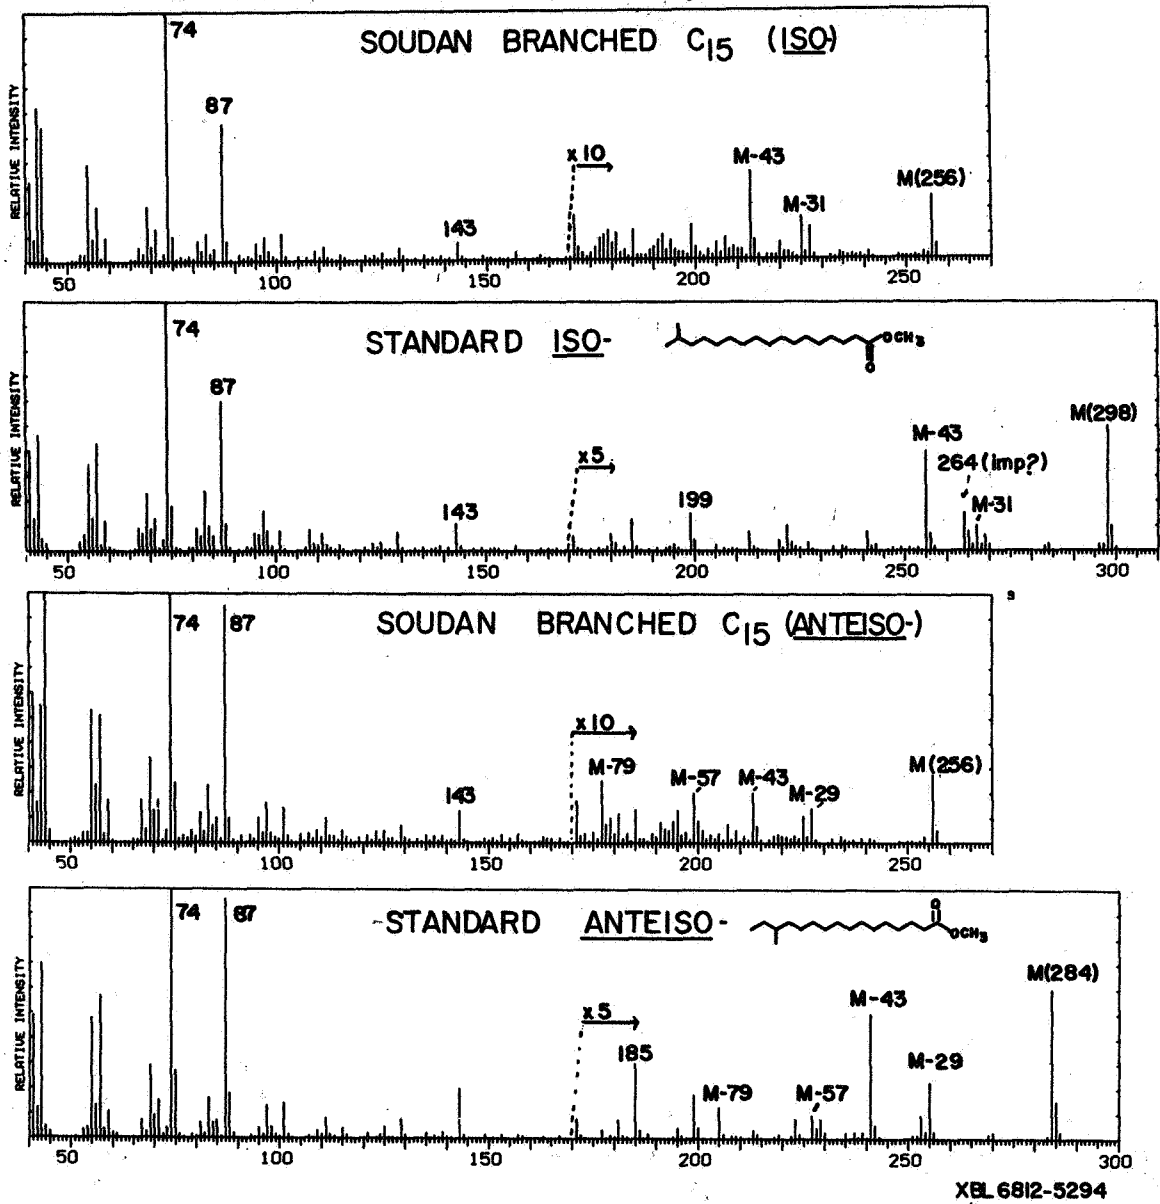 74
SOUDAN BRANCHED C15 (ISO-)
87
x 10
M-43
M(256)
M-31
143
RELATIVE INTENSITY
50 100 150 200 250
74
STANDARD ISO-
OCH3
O
87
M(298)
M-43
x 5
264 (imp?)
199
M-31
143
RELATIVE INTENSITY
50 100 150 200 250 300
74 87
SOUDAN BRANCHED C15 (ANTEISO-)
x 10
M-79
M-57
M-43
M(256)
M-29
143
RELATIVE INTENSITY
50 100 150 200 250
74 87
-STANDARD ANTEISO-
O
OCH3
M(284)
M-43
x 5
185
M-29
M-79
M-57
RELATIVE INTENSITY
50 100 150 200 250 300
XBL 6812-5294